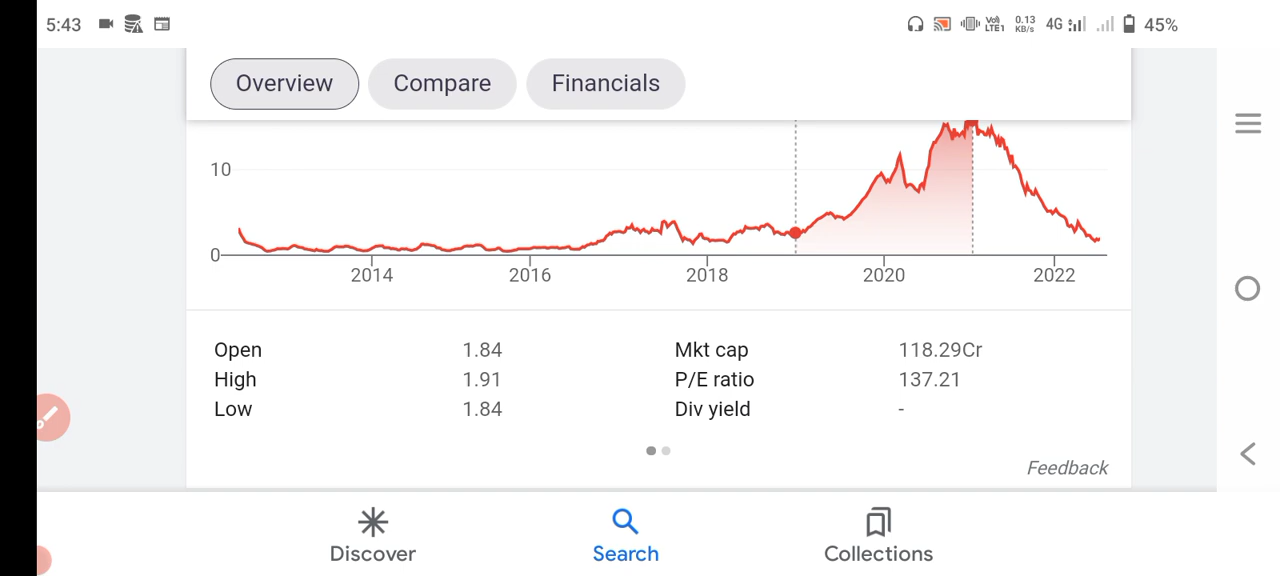 5:43 Vo) LTE1 0.13 KB/s 4G 45%
Overview Compare Financials
10
0
2014 2016 2018 2020 2022
Open 1.84 Mkt cap 118.29Cr
High 1.91 P/E ratio 137.21
Low 1.84 Div yield -
Feedback
Discover Search Collections